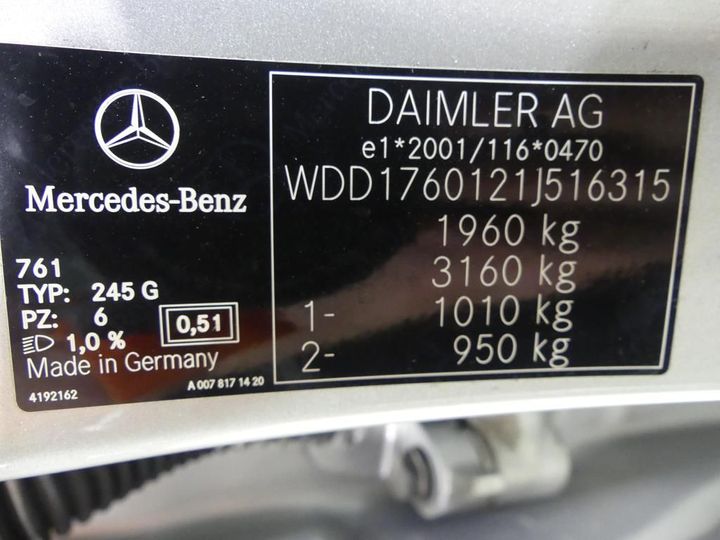 Mercedes-Benz
761
TYP: 245 G
PZ: 6
0,51
1,0 %
Made in Germany
4192162
A 007 817 14 20
DAIMLER AG
e1*2001/116*0470
WDD1760121J516315
1960 kg
3160 kg
1- 1010 kg
2- 950 kg